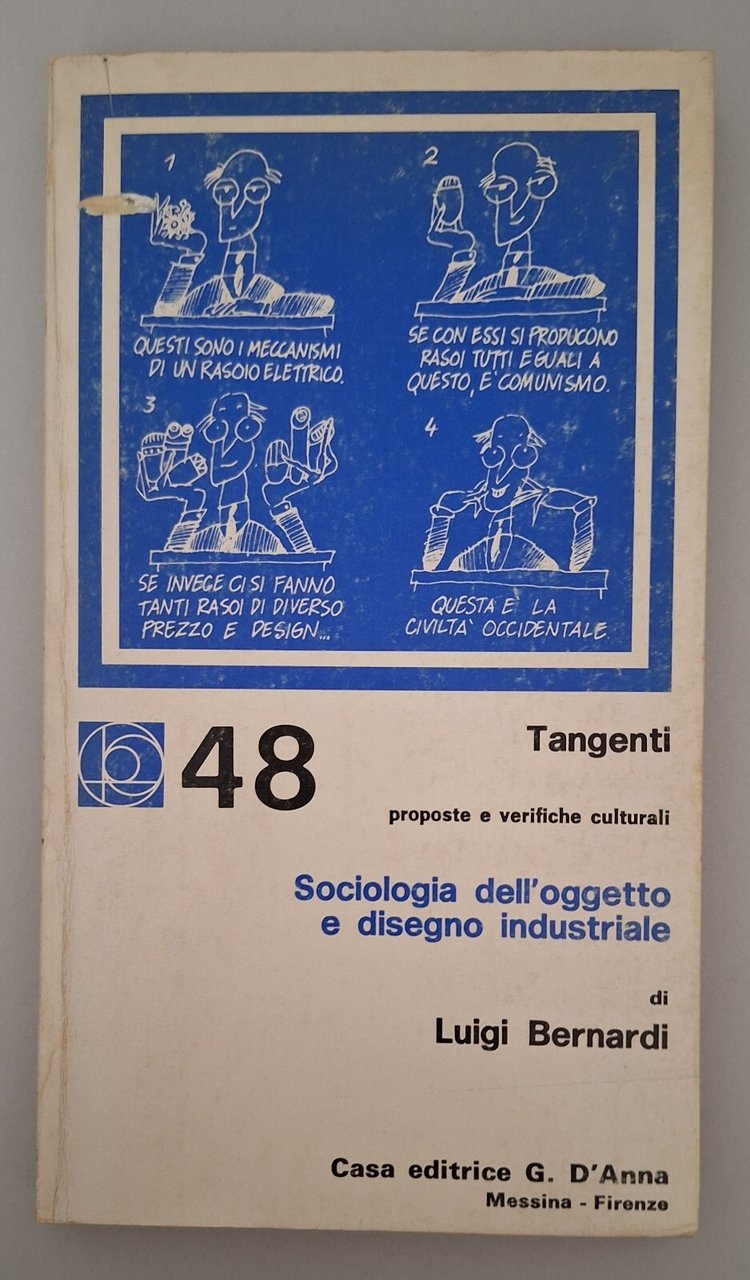 1
QUESTI SONO I MECCANISMI
DI UN RASOIO ELETTRICO.
2
SE CON ESSI SI PRODUCONO
RASOI TUTTI EGUALI A
QUESTO, E' COMUNISMO.
3
SE INVECE CI SI FANNO
TANTI RASOI DI DIVERSO
PREZZO E DESIGN...
4
QUESTA E LA
CIVILTA' OCCIDENTALE.
48
Tangenti
proposte e verifiche culturali
Sociologia dell'oggetto
e disegno industriale
di
Luigi Bernardi
Casa editrice G. D'Anna
Messina - Firenze